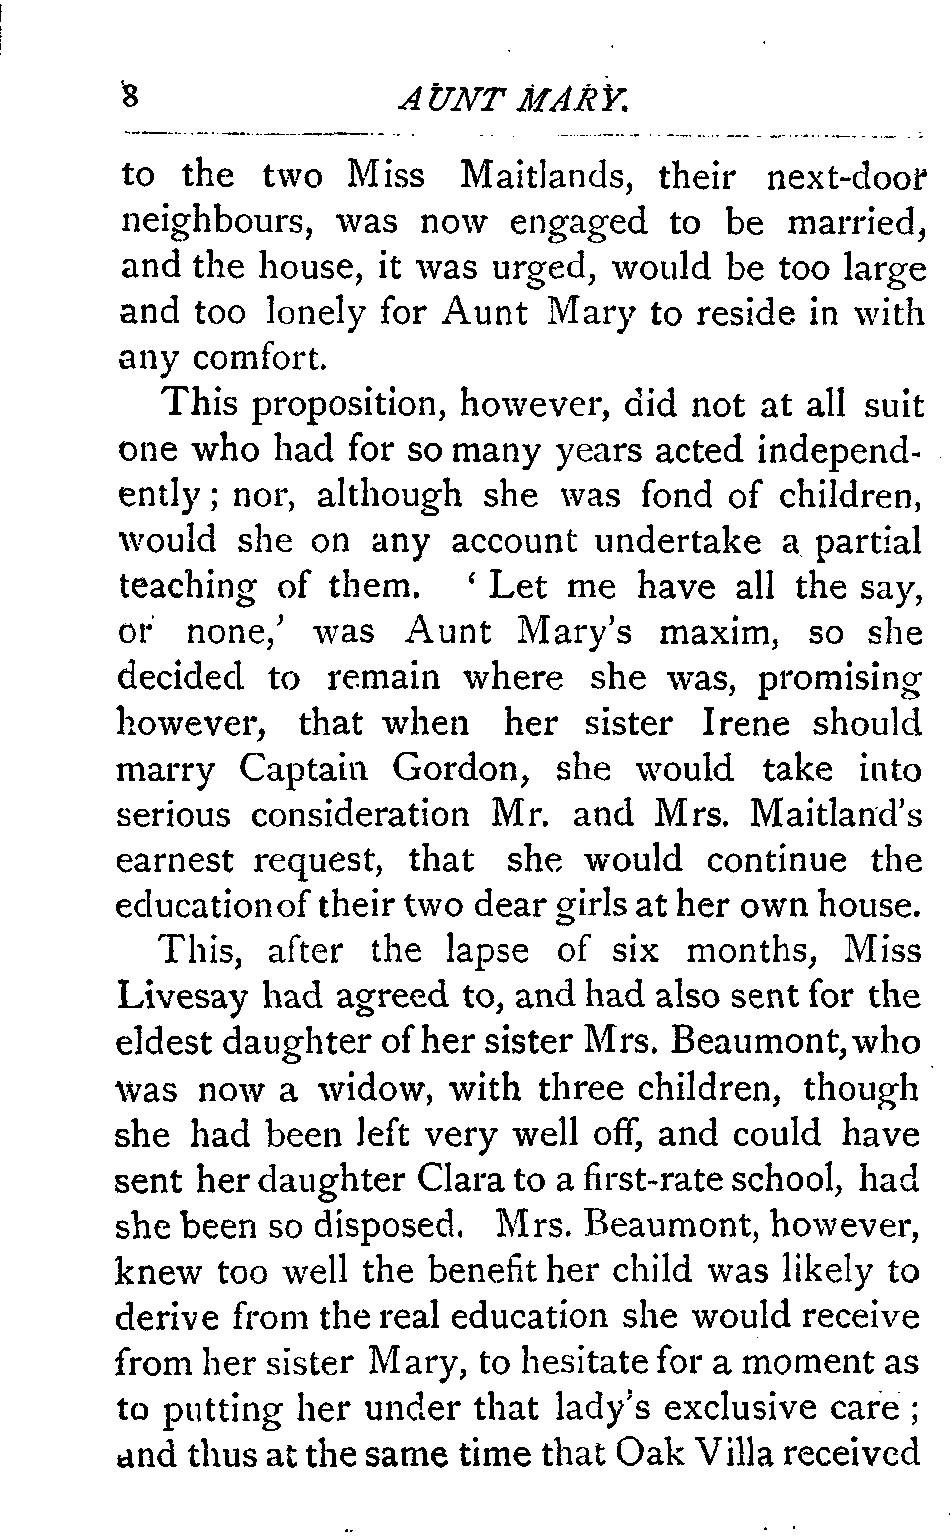 8 AUNT MARY.
to the two Miss Maitlands, their next-door
neighbours, was now engaged to be married,
and the house, it was urged, would be too large
and too lonely for Aunt Mary to reside in with
any comfort.
This proposition, however, did not at all suit
one who had for so many years acted independ-
ently; nor, although she was fond of children,
would she on any account undertake a partial
teaching of them. ‘Let me have all the say,
or none,’ was Aunt Mary’s maxim, so she
decided to remain where she was, promising
however, that when her sister Irene should
marry Captain Gordon, she would take into
serious consideration Mr. and Mrs. Maitland’s
earnest request, that she would continue the
education of their two dear girls at her own house.
This, after the lapse of six months, Miss
Livesay had agreed to, and had also sent for the
eldest daughter of her sister Mrs. Beaumont, who
was now a widow, with three children, though
she had been left very well off, and could have
sent her daughter Clara to a first-rate school, had
she been so disposed. Mrs. Beaumont, however,
knew too well the benefit her child was likely to
derive from the real education she would receive
from her sister Mary, to hesitate for a moment as
to putting her under that lady’s exclusive care;
and thus at the same time that Oak Villa received